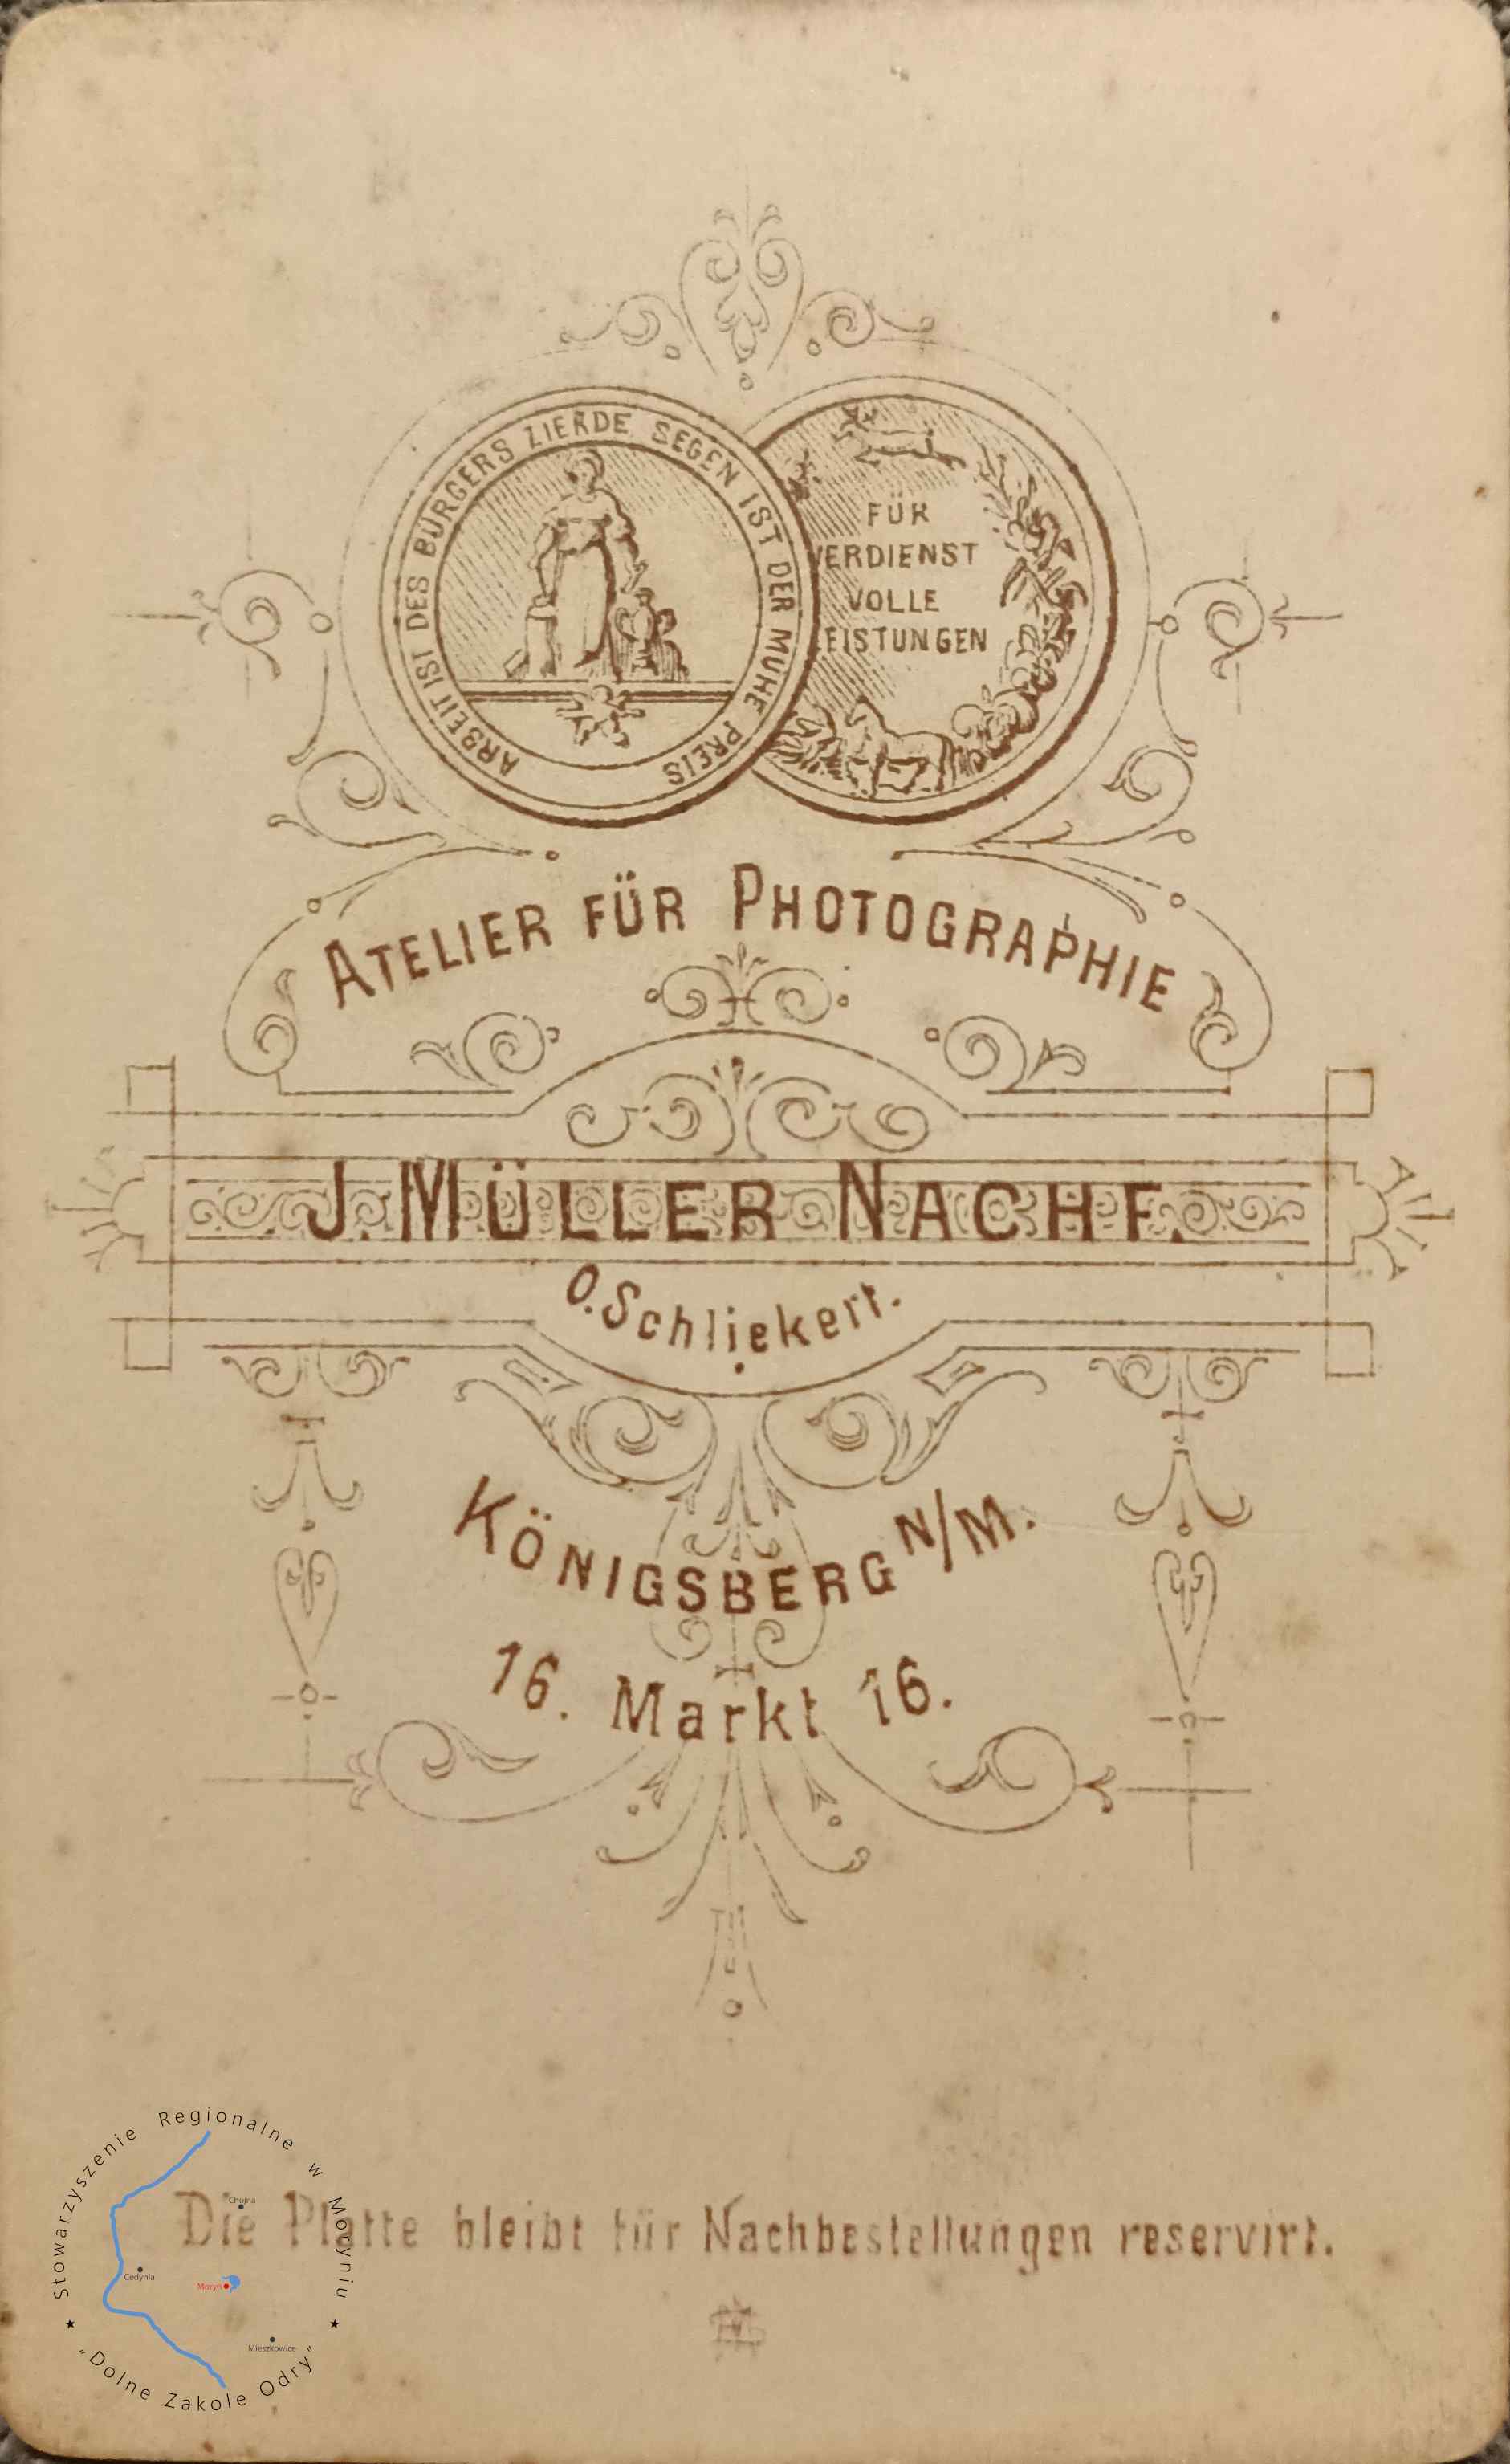 ARBEIT IST DES BÜRGERS ZIERDE, SEGEN IST DER MÜHE PREIS
FÜR
VERDIENST
VOLLE
LEISTUNGEN
ATELIER FÜR PHOTOGRAPHIE
J. MÜLLER NACHF.
O. Schliekert.
KÖNIGSBERG N/M.
16. Markt 16.
Die Platte bleibt für Nachbestellungen reservirt.
Stowarzyszenie Regionalne w Moryniu
Chojna
Cedynia
Moryń
Mieszkowice
"Dolne Zakole Odry"